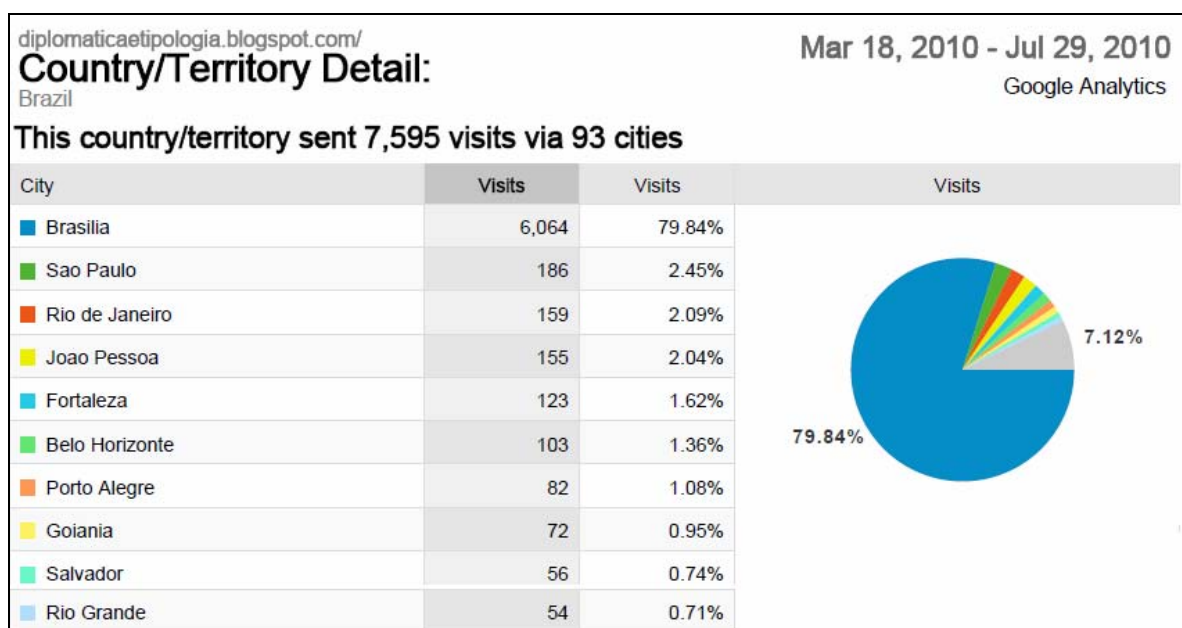 diplomaticaetipologia.blogspot.com/
Country/Territory Detail:
Brazil
Mar 18, 2010 - Jul 29, 2010
Google Analytics
This country/territory sent 7,595 visits via 93 cities
City Visits Visits Visits
Brasilia 6,064 79.84%
Sao Paulo 186 2.45%
Rio de Janeiro 159 2.09%
Joao Pessoa 155 2.04%
Fortaleza 123 1.62%
Belo Horizonte 103 1.36%
Porto Alegre 82 1.08%
Goiania 72 0.95%
Salvador 56 0.74%
Rio Grande 54 0.71%
7.12%
79.84%